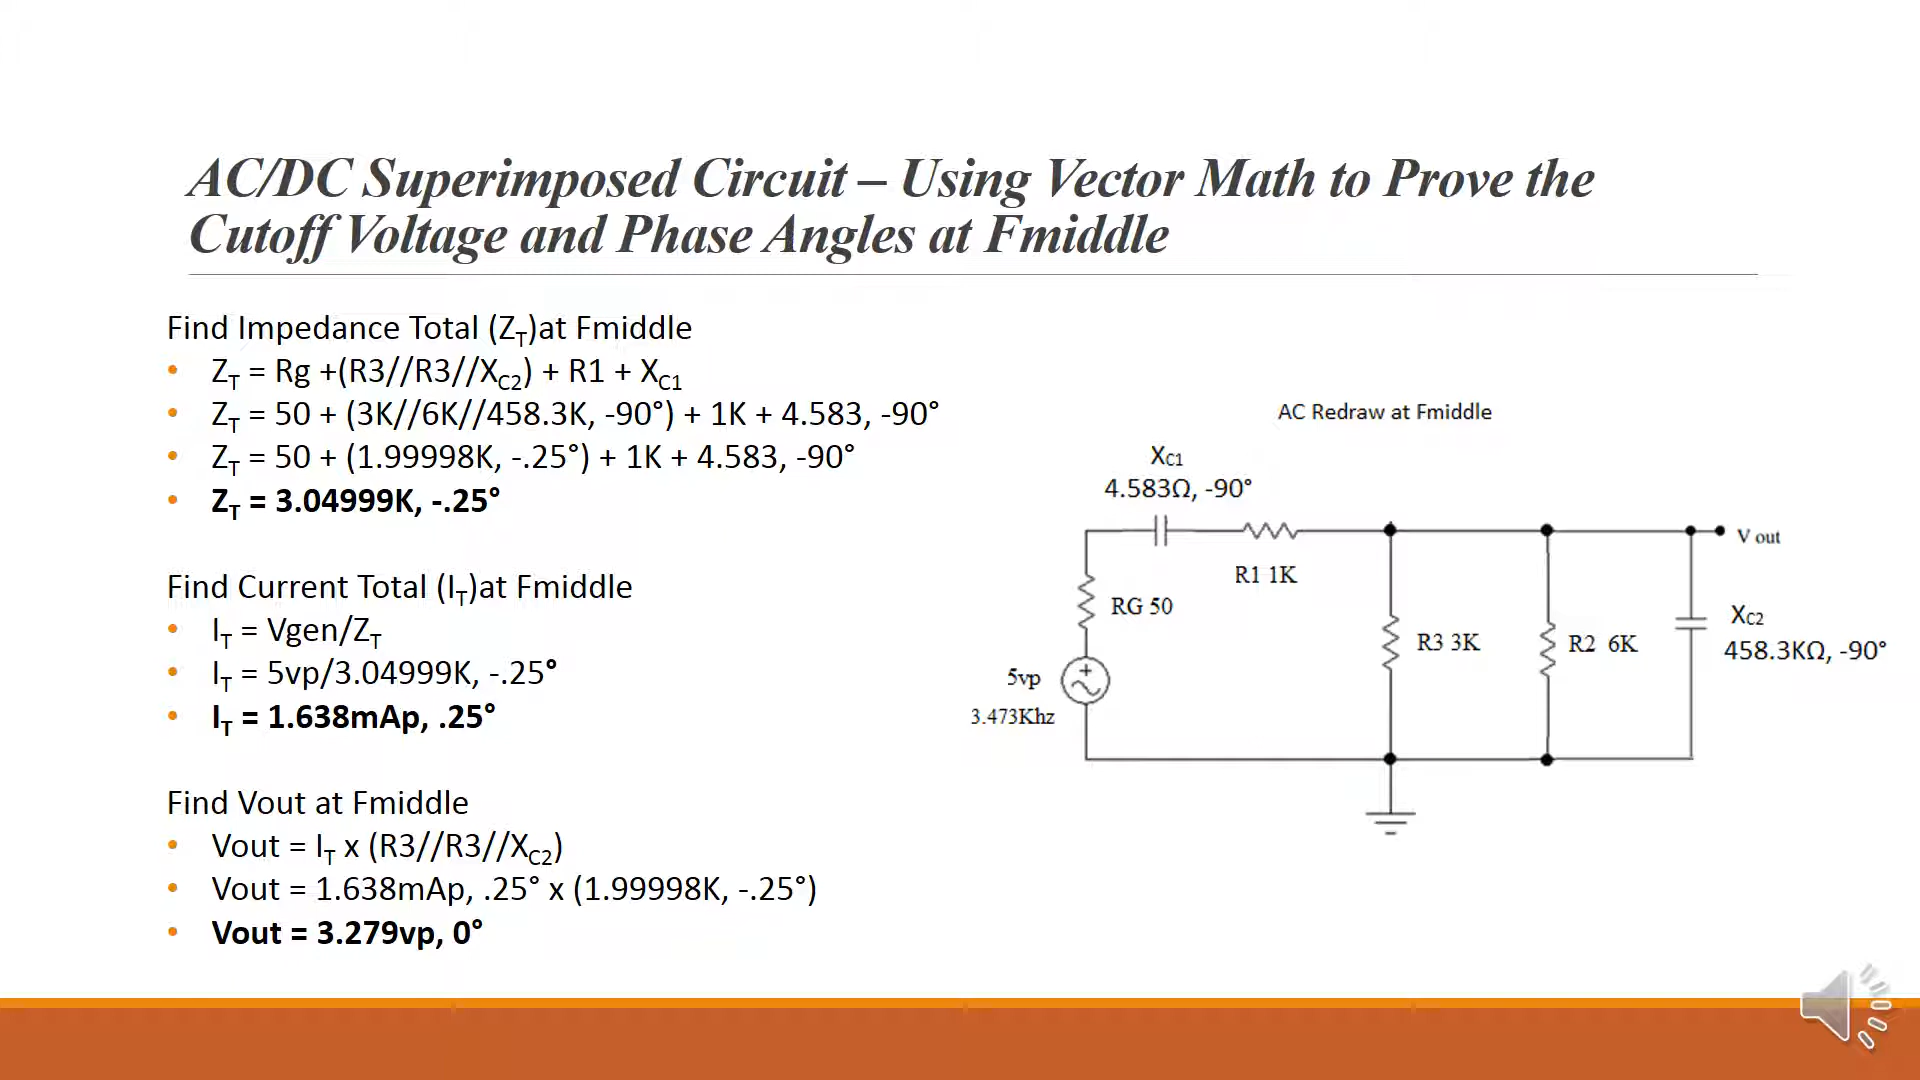 AC/DC Superimposed Circuit – Using Vector Math to Prove the
Cutoff Voltage and Phase Angles at Fmiddle
Find Impedance Total (ZT)at Fmiddle
• ZT = Rg +(R3//R3//XC2) + R1 + XC1
• ZT = 50 + (3K//6K//458.3K, -90°) + 1K + 4.583, -90°
• ZT = 50 + (1.99998K, -.25°) + 1K + 4.583, -90°
• ZT = 3.04999K, -.25°
Find Current Total (IT)at Fmiddle
• IT = Vgen/ZT
• IT = 5vp/3.04999K, -.25°
• IT = 1.638mAp, .25°
Find Vout at Fmiddle
• Vout = IT x (R3//R3//XC2)
• Vout = 1.638mAp, .25° x (1.99998K, -.25°)
• Vout = 3.279vp, 0°
AC Redraw at Fmiddle
XC1
4.583Ω, -90°
R1 1K
RG 50
5vp
3.473Khz
R3 3K
R2 6K
V out
XC2
458.3KΩ, -90°